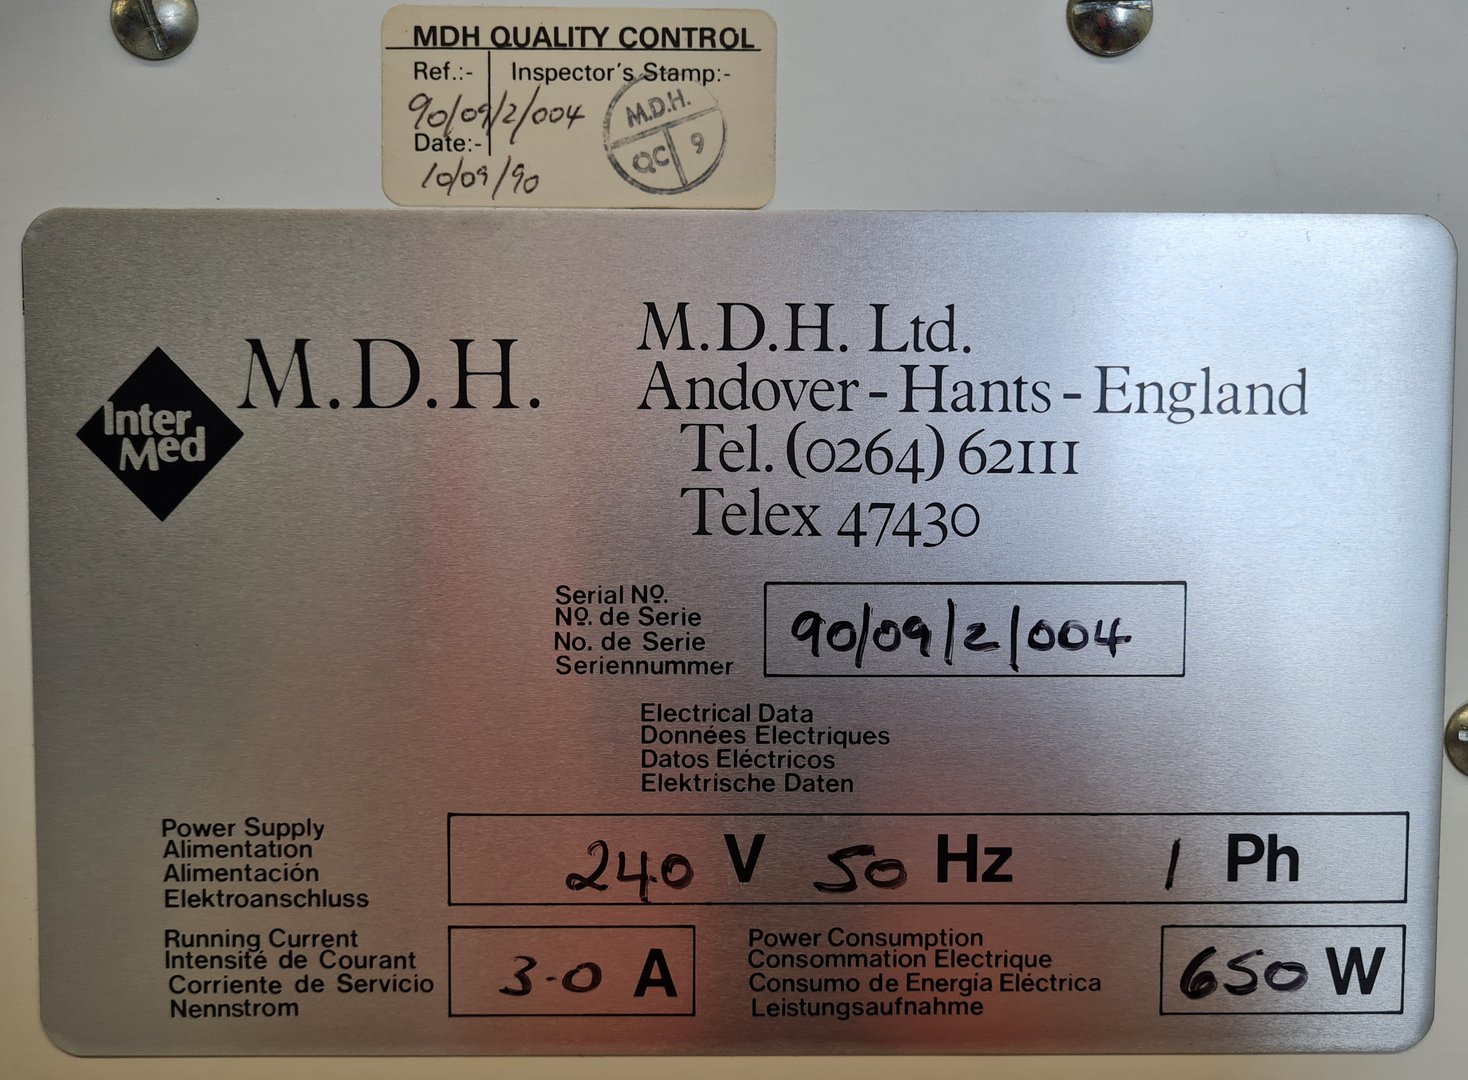 MDH QUALITY CONTROL
Ref.:- Inspector's Stamp:-
90/09/2/004
Date:-
10/09/90
M.D.H.
QC 9
Inter
Med
M.D.H.
M.D.H. Ltd.
Andover - Hants - England
Tel. (0264) 62111
Telex 47430
Serial Nº.
Nº. de Serie
No. de Serie
Seriennummer
90/09/2/004
Electrical Data
Données Electriques
Datos Eléctricos
Elektrische Daten
Power Supply
Alimentation
Alimentación
Elektroanschluss
240 V 50 Hz 1 Ph
Running Current
Intensité de Courant
Corriente de Servicio
Nennstrom
3.0 A
Power Consumption
Consommation Electrique
Consumo de Energía Eléctrica
Leistungsaufnahme
650 W